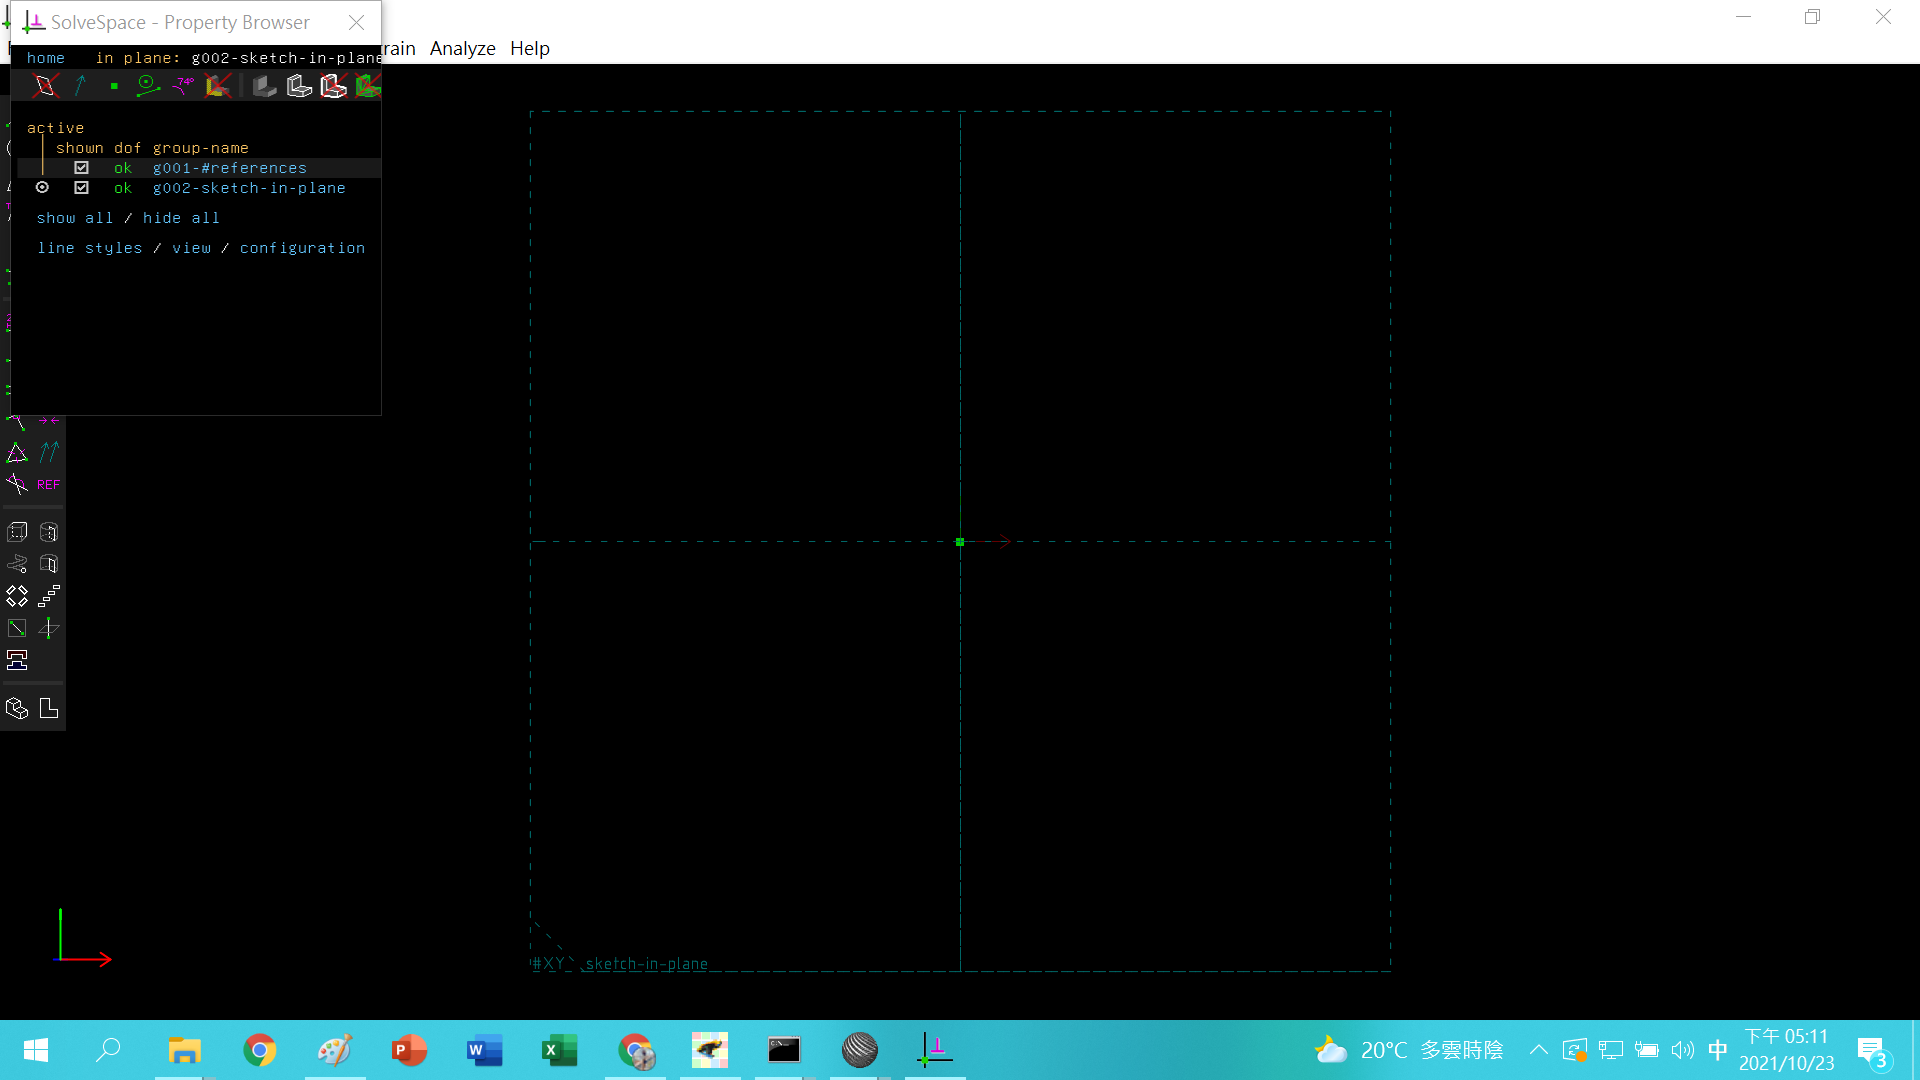 SolveSpace - Property Browser
rain Analyze Help
home in plane: g002-sketch-in-plane
74°
active
shown dof group-name
ok g001-#references
ok g002-sketch-in-plane
show all / hide all
line styles / view / configuration
REF
#XY
sketch-in-plane
20°C 多雲時陰
中
下午 05:11
2021/10/23
3